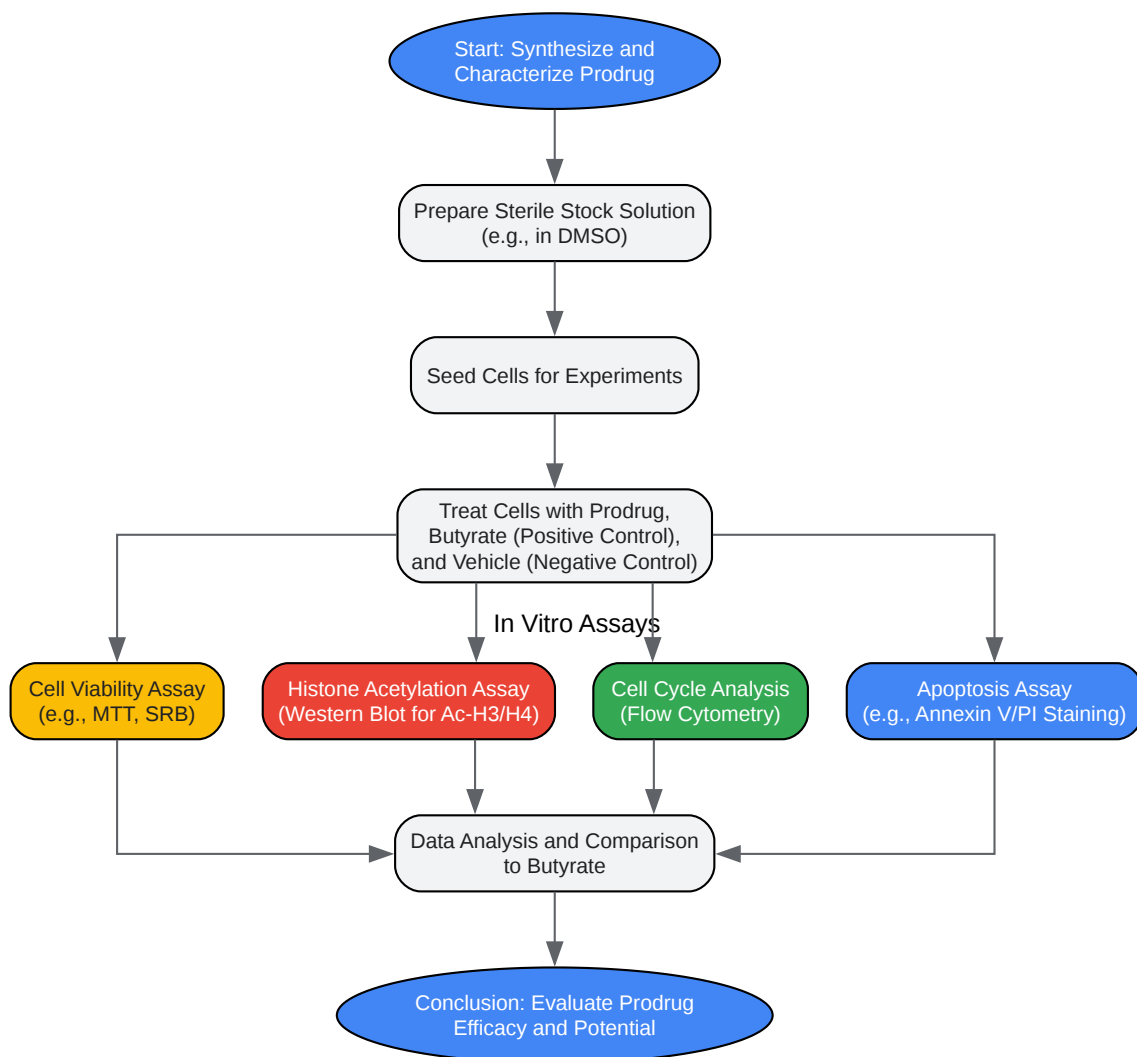 Start: Synthesize and
Characterize Prodrug
Prepare Sterile Stock Solution
(e.g., in DMSO)
Seed Cells for Experiments
Treat Cells with Prodrug,
Butyrate (Positive Control),
and Vehicle (Negative Control)
In Vitro Assays
Cell Viability Assay
(e.g., MTT, SRB)
Histone Acetylation Assay
(Western Blot for Ac-H3/H4)
Cell Cycle Analysis
(Flow Cytometry)
Apoptosis Assay
(e.g., Annexin V/PI Staining)
Data Analysis and Comparison
to Butyrate
Conclusion: Evaluate Prodrug
Efficacy and Potential